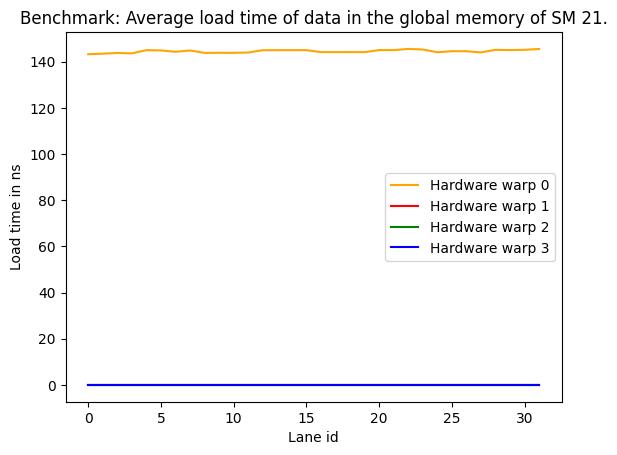 Benchmark: Average load time of data in the global memory of SM 21.
Load time in ns
140
120
100
80
60
40
20
0
Hardware warp 0
Hardware warp 1
Hardware warp 2
Hardware warp 3
0 5 10 15 20 25 30
Lane id